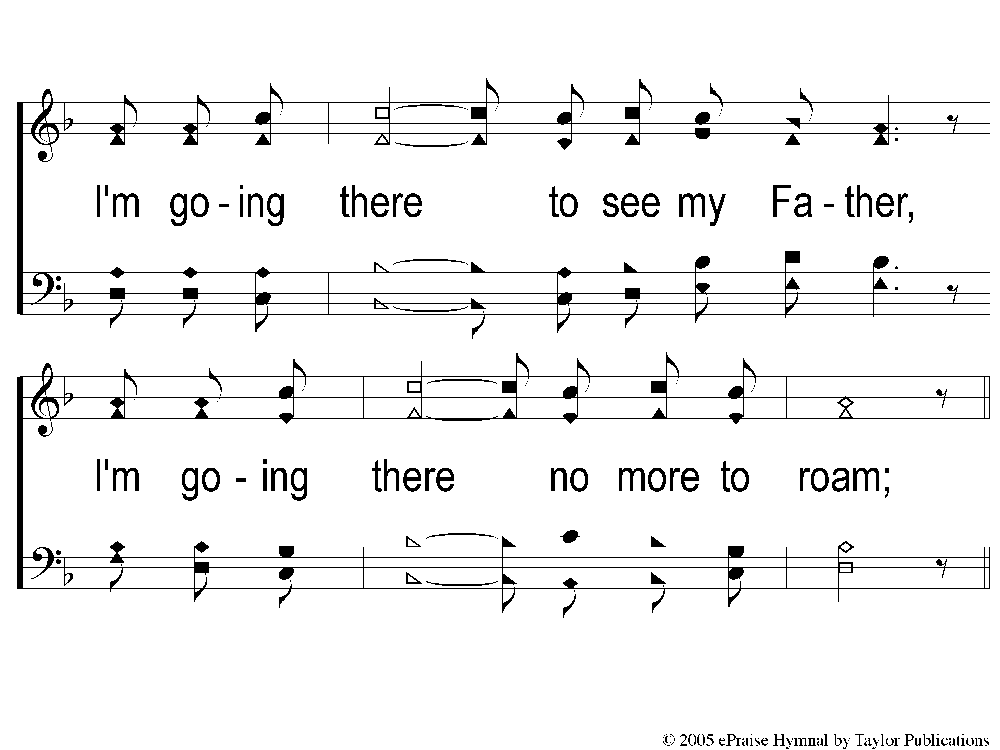 I'm go - ing there to see my Fa - ther,
I'm go - ing there no more to roam;
© 2005 ePraise Hymnal by Taylor Publications